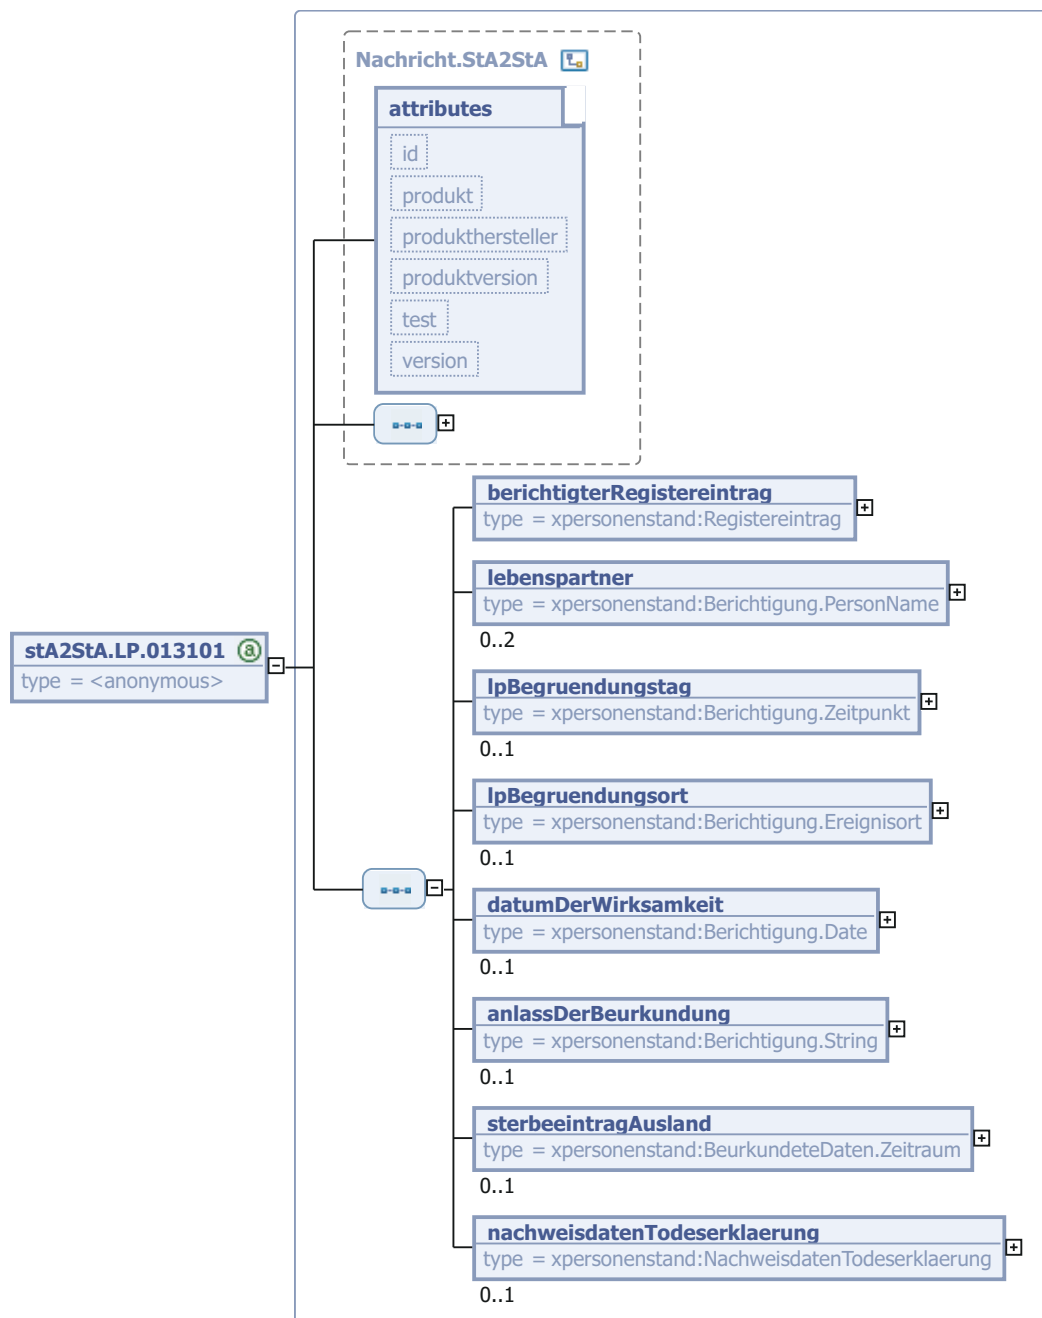 Nachricht.StA2StA
attributes
id
produkt
produkthersteller
produktversion
test
version
berichtigterRegistereintrag
type = xpersonenstand:Registereintrag
lebenspartner
type = xpersonenstand:Berichtigung.PersonName
0..2
stA2StA.LP.013101 @
type = <anonymous>
lpBegruendungstag
type = xpersonenstand:Berichtigung.Zeitpunkt
0..1
lpBegruendungsort
type = xpersonenstand:Berichtigung.Ereignisort
0..1
datumDerWirksamkeit
type = xpersonenstand:Berichtigung.Date
0..1
anlassDerBeurkundung
type = xpersonenstand:Berichtigung.String
0..1
sterbeeintragAusland
type = xpersonenstand:BeurkundeteDaten.Zeitraum
0..1
nachweisdatenTodeserklaerung
type = xpersonenstand:NachweisdatenTodeserklaerung
0..1